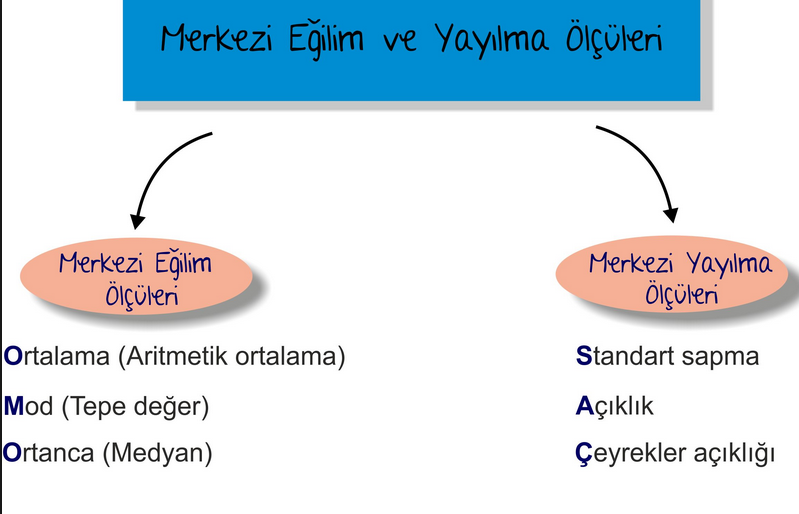 Merkezi Eğilim ve Yayılma Ölçüleri
Merkezi Eğilim
Ölçüleri
Ortalama (Aritmetik ortalama)
Mod (Tepe değer)
Ortanca (Medyan)
Merkezi Yayılma
Ölçüleri
Standart sapma
Açıklık
Çeyrekler açıklığı